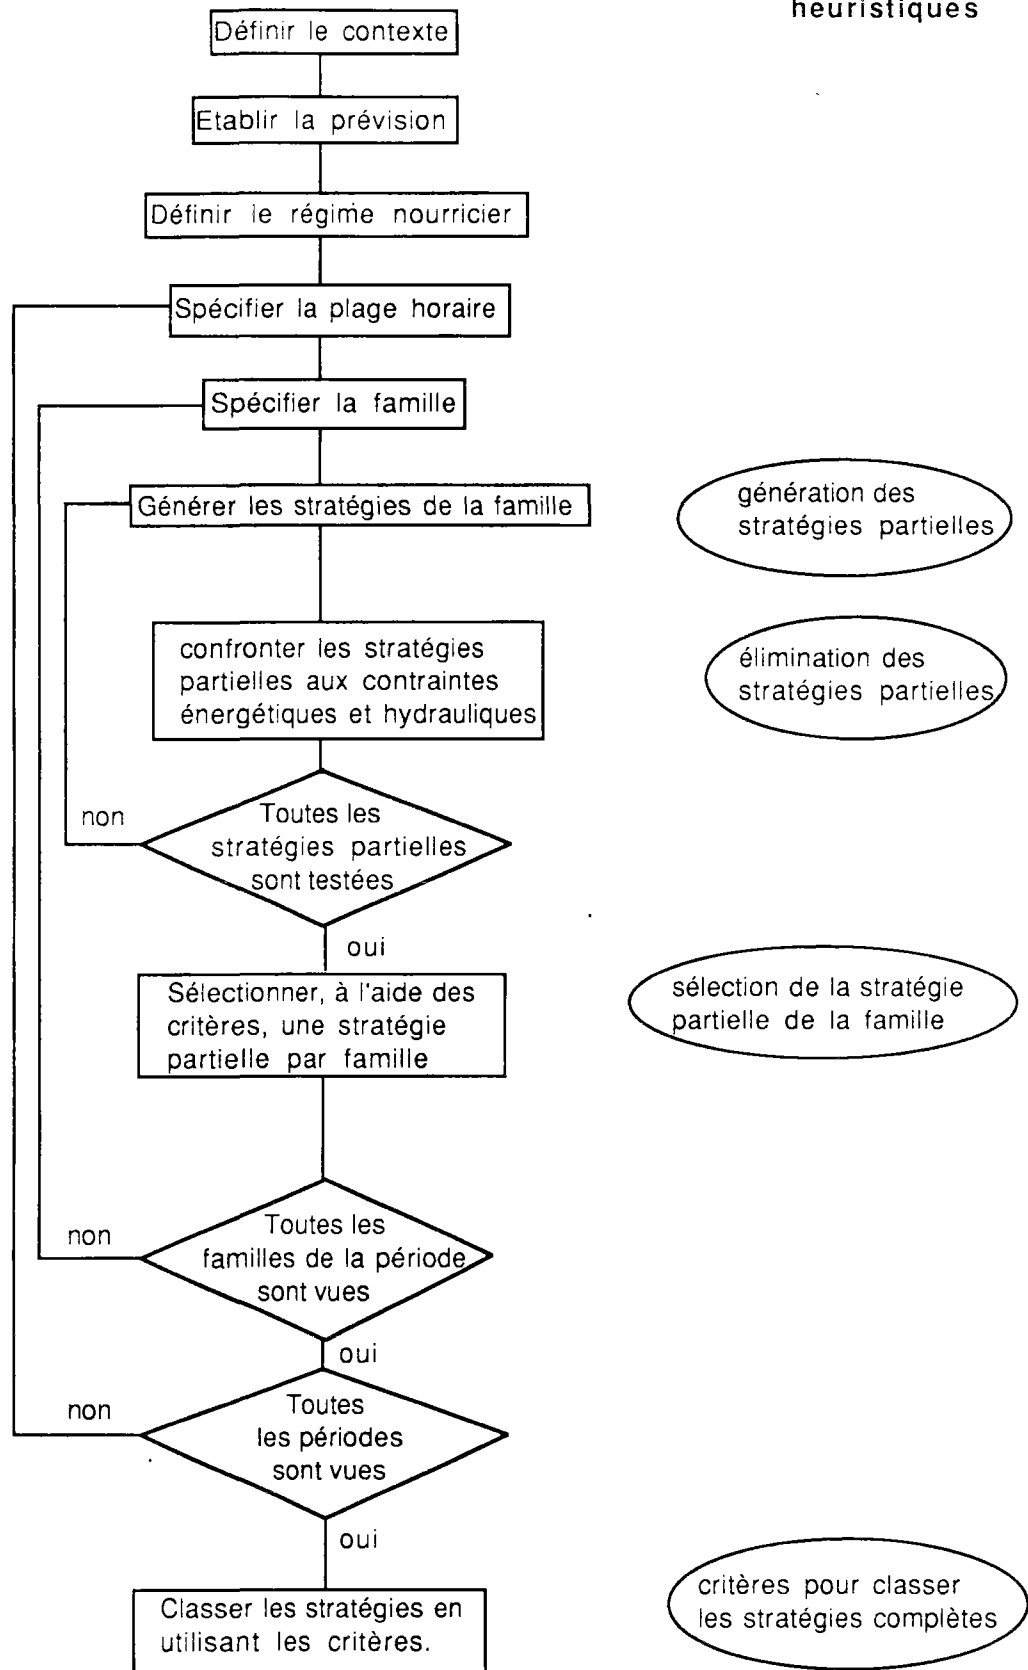 heuristiques
Définir le contexte
Etablir la prévision
Définir le régime nourricier
Spécifier la plage horaire
Spécifier la famille
Générer les stratégies de la famille
génération des
stratégies partielles
confronter les stratégies
partielles aux contraintes
énergétiques et hydrauliques
élimination des
stratégies partielles
non
Toutes les
stratégies partielles
sont testées
oui
Sélectionner, à l'aide des
critères, une stratégie
partielle par famille
sélection de la stratégie
partielle de la famille
non
Toutes les
familles de la période
sont vues
oui
non
Toutes
les périodes
sont vues
oui
Classer les stratégies en
utilisant les critères.
critères pour classer
les stratégies complètes